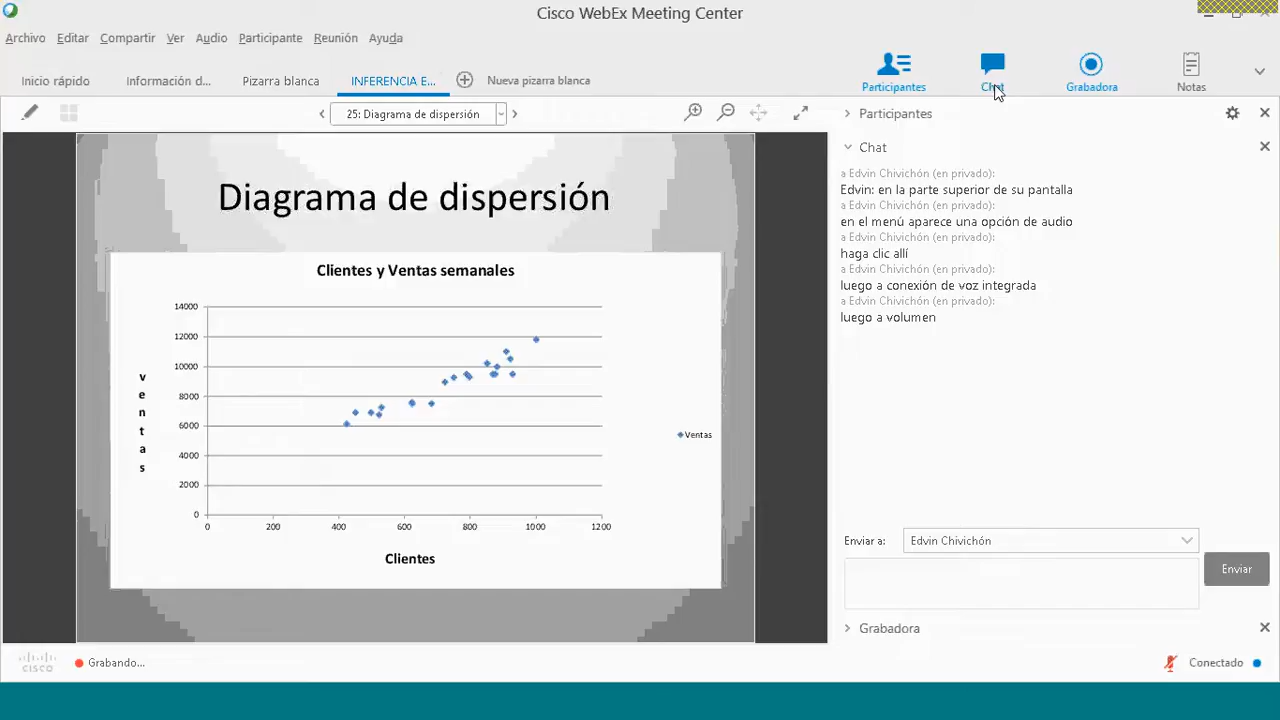 Cisco WebEx Meeting Center
Archivo Editar Compartir Ver Audio Participante Reunión Ayuda
Inicio rápido Información d... Pizarra blanca INFERENCIA E... Nueva pizarra blanca
Participantes Chat Grabadora Notas
25: Diagrama de dispersión
Participantes
Diagrama de dispersión
Clientes y Ventas semanales
14000
12000
10000
8000
6000
4000
2000
0
ventas
0 200 400 600 800 1000 1200
Clientes
Ventas
Chat
a Edvin Chivichón (en privado):
Edvin: en la parte superior de su pantalla
a Edvin Chivichón (en privado):
en el menú aparece una opción de audio
a Edvin Chivichón (en privado):
haga clic allí
a Edvin Chivichón (en privado):
luego a conexión de voz integrada
a Edvin Chivichón (en privado):
luego a volumen
Enviar a: Edvin Chivichón
Enviar
Grabadora
cisco Grabando... Conectado